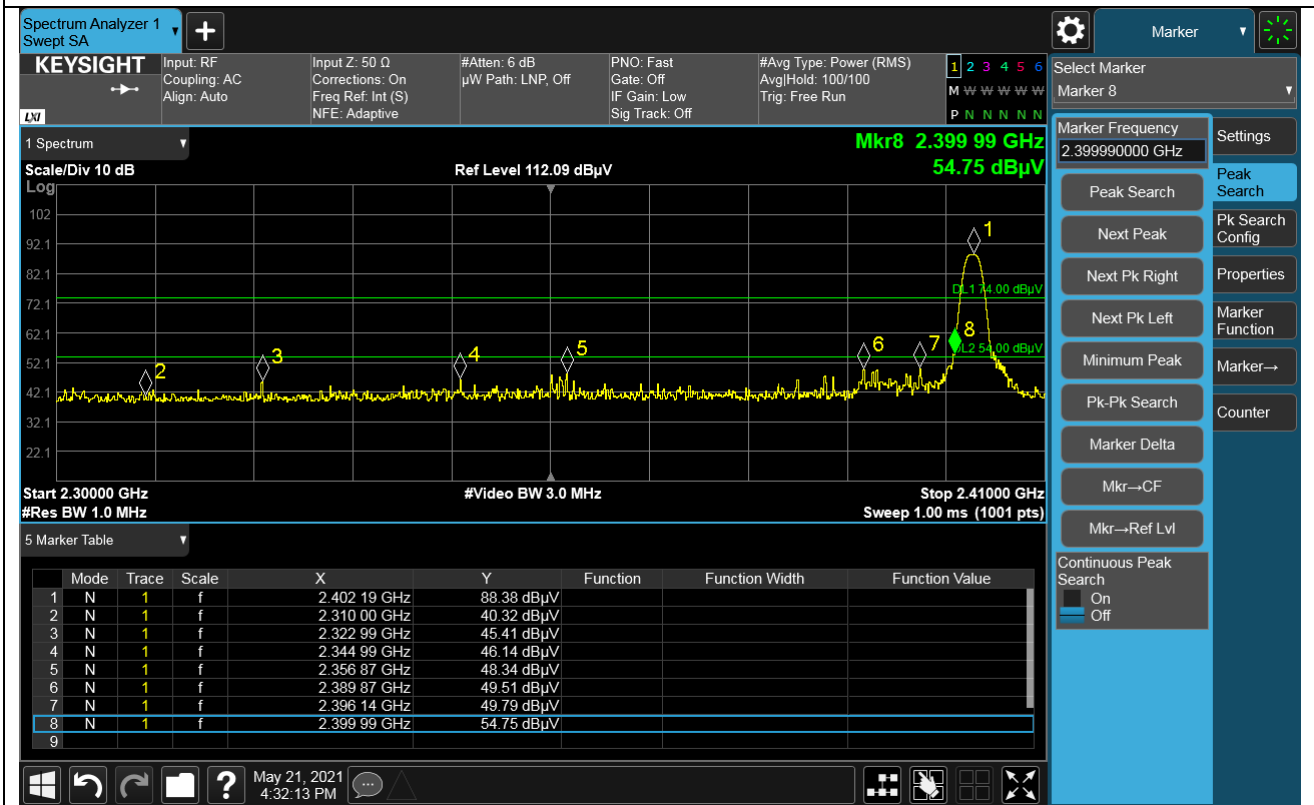 Spectrum Analyzer 1
Swept SA
Marker
KEYSIGHT
LXI
Input: RF
Coupling: AC
Align: Auto
Input Z: 50 Ω
Corrections: On
Freq Ref: Int (S)
NFE: Adaptive
#Atten: 6 dB
µW Path: LNP, Off
PNO: Fast
Gate: Off
IF Gain: Low
Sig Track: Off
#Avg Type: Power (RMS)
Avg|Hold: 100/100
Trig: Free Run
1 2 3 4 5 6
M W W W W W
P N N N N N
Select Marker
Marker 8
1 Spectrum
Mkr8 2.399 99 GHz
Scale/Div 10 dB
Ref Level 112.09 dBµV
54.75 dBµV
Log
102
92.1
82.1
72.1
62.1
52.1
42.1
32.1
22.1
1
2
3
4
5
6
7
8
DL1 74.00 dBµV
DL2 54.00 dBµV
Start 2.30000 GHz
#Video BW 3.0 MHz
Stop 2.41000 GHz
#Res BW 1.0 MHz
Sweep 1.00 ms (1001 pts)
Marker Frequency
2.399990000 GHz
Peak Search
Next Peak
Next Pk Right
Next Pk Left
Minimum Peak
Pk-Pk Search
Marker Delta
Mkr→CF
Mkr→Ref Lvl
Continuous Peak
Search
On
Off
Settings
Peak
Search
Pk Search
Config
Properties
Marker
Function
Marker→
Counter
5 Marker Table
Mode Trace Scale X Y Function Function Width Function Value
1 N 1 f 2.402 19 GHz 88.38 dBµV
2 N 1 f 2.310 00 GHz 40.32 dBµV
3 N 1 f 2.322 99 GHz 45.41 dBµV
4 N 1 f 2.344 99 GHz 46.14 dBµV
5 N 1 f 2.356 87 GHz 48.34 dBµV
6 N 1 f 2.389 87 GHz 49.51 dBµV
7 N 1 f 2.396 14 GHz 49.79 dBµV
8 N 1 f 2.399 99 GHz 54.75 dBµV
9
?
May 21, 2021
4:32:13 PM